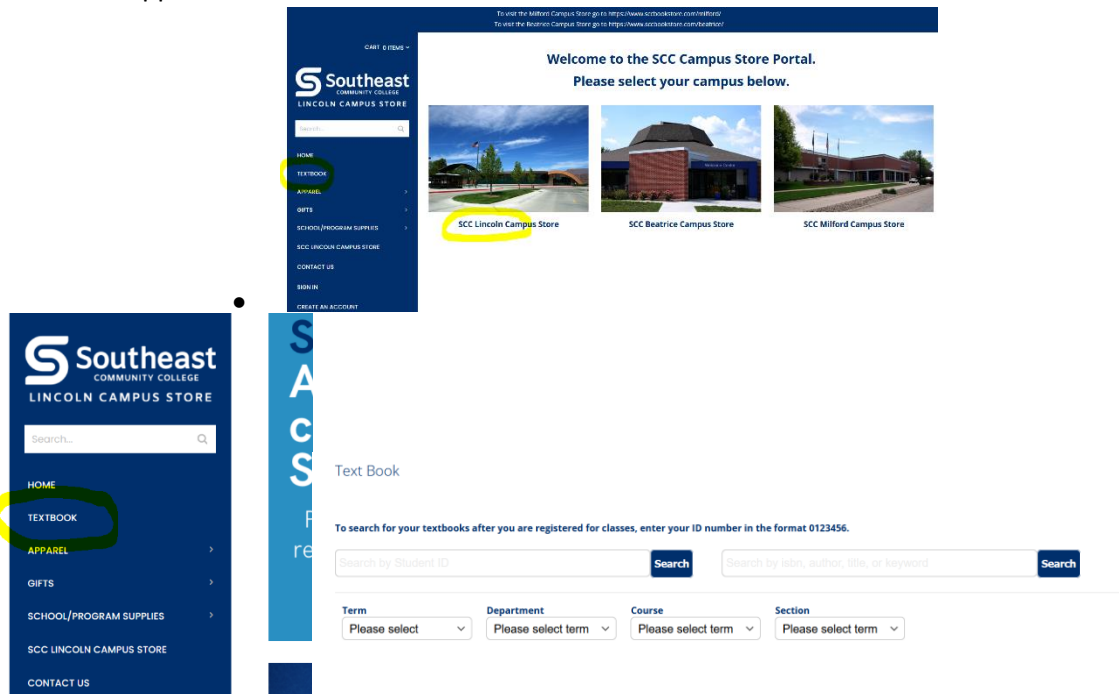 To visit the Milford Campus Store go to https://www.sccbookstore.com/milford/
To visit the Beatrice Campus Store go to https://www.sccbookstore.com/beatrice/
CART 0 ITEMS
Southeast
COMMUNITY COLLEGE
LINCOLN CAMPUS STORE
Search...
HOME
TEXTBOOK
APPAREL
GIFTS
SCHOOL/PROGRAM SUPPLIES
SCC LINCOLN CAMPUS STORE
CONTACT US
SIGN IN
CREATE AN ACCOUNT
Welcome to the SCC Campus Store Portal.
Please select your campus below.
Welcome Center
SCC Lincoln Campus Store
SCC Beatrice Campus Store
SCC Milford Campus Store
Southeast
COMMUNITY COLLEGE
LINCOLN CAMPUS STORE
Search...
HOME
TEXTBOOK
APPAREL
GIFTS
SCHOOL/PROGRAM SUPPLIES
SCC LINCOLN CAMPUS STORE
CONTACT US
S
A
c
S
re
Text Book
To search for your textbooks after you are registered for classes, enter your ID number in the format 0123456.
Search by Student ID
Search
Search by isbn, author, title, or keyword
Search
Term
Department
Course
Section
Please select
Please select term
Please select term
Please select term